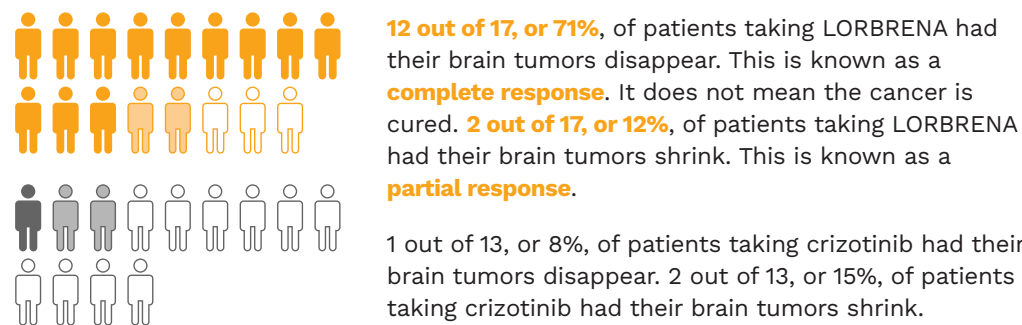 12 out of 17, or 71%, of patients taking LORBRENA had
their brain tumors disappear. This is known as a
complete response. It does not mean the cancer is
cured. 2 out of 17, or 12%, of patients taking LORBRENA
had their brain tumors shrink. This is known as a
partial response.
1 out of 13, or 8%, of patients taking crizotinib had their
brain tumors disappear. 2 out of 13, or 15%, of patients
taking crizotinib had their brain tumors shrink.